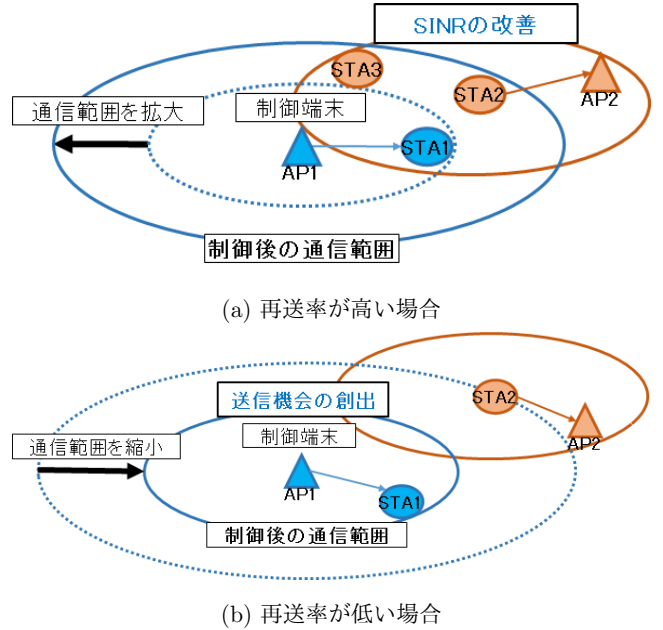 SINRの改善
STA3
STA2
AP2
通信範囲を拡大
制御端末
STA1
AP1
制御後の通信範囲
(a) 再送率が高い場合
送信機会の創出
STA2
通信範囲を縮小
制御端末
AP2
AP1
STA1
制御後の通信範囲
(b) 再送率が低い場合